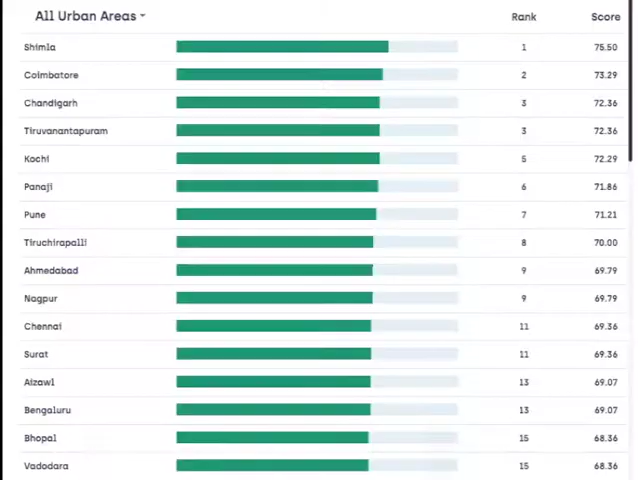 All Urban Areas Rank Score
Shimla 1 75.50
Coimbatore 2 73.29
Chandigarh 3 72.36
Tiruvanantapuram 3 72.36
Kochi 5 72.29
Panaji 6 71.86
Pune 7 71.21
Tiruchirapalli 8 70.00
Ahmedabad 9 69.79
Nagpur 9 69.79
Chennai 11 69.36
Surat 11 69.36
Aizawl 13 69.07
Bengaluru 13 69.07
Bhopal 15 68.36
Vadodara 15 68.36